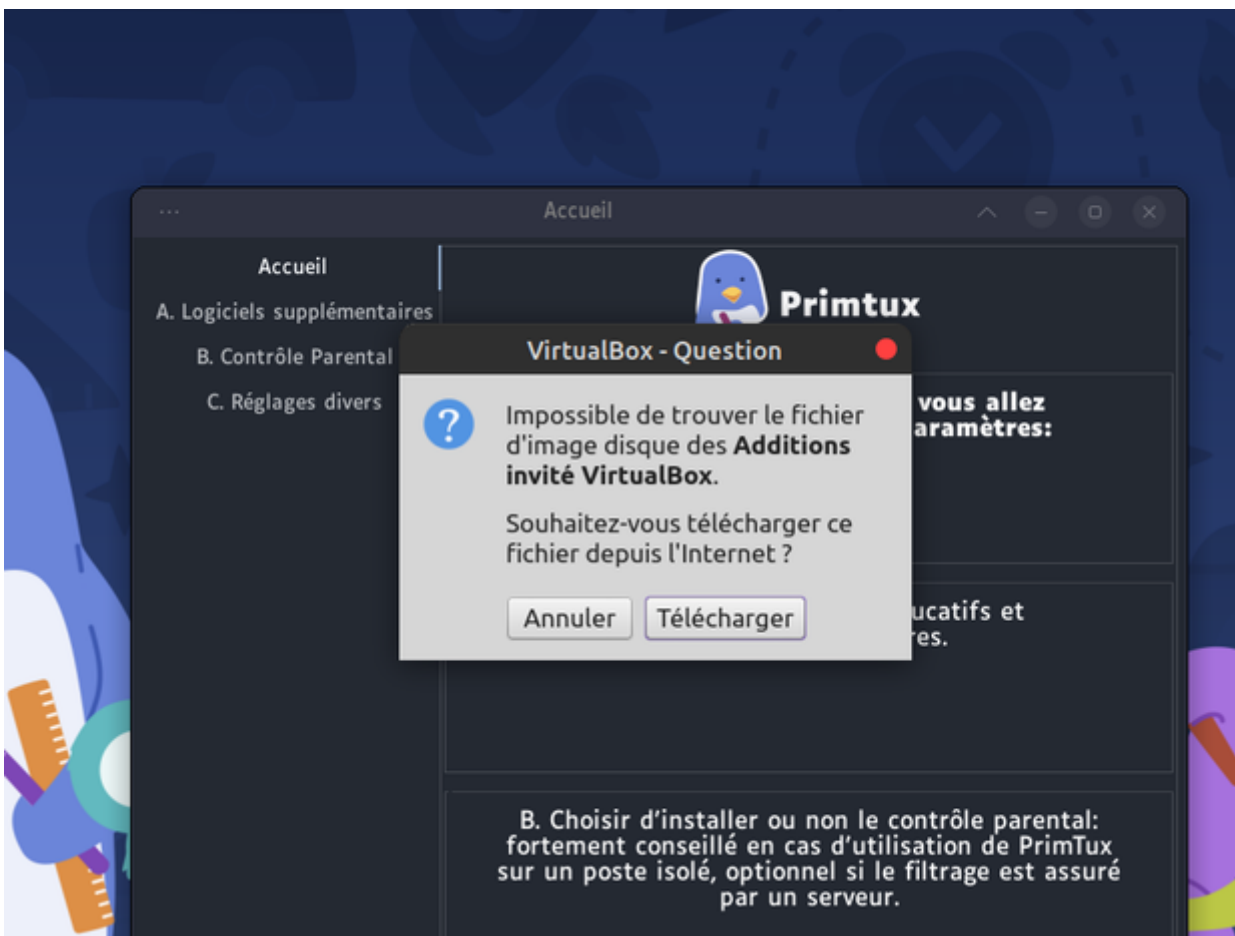 ...
Accueil
Accueil
A. Logiciels supplémentaires
B. Contrôle Parental
C. Réglages divers
Primtux
vous allez
aramètres:
ucatifs et
es.
B. Choisir d'installer ou non le contrôle parental:
fortement conseillé en cas d'utilisation de PrimTux
sur un poste isolé, optionnel si le filtrage est assuré
par un serveur.
VirtualBox - Question
?
Impossible de trouver le fichier
d'image disque des Additions
invité VirtualBox.
Souhaitez-vous télécharger ce
fichier depuis l'Internet ?
Annuler
Télécharger